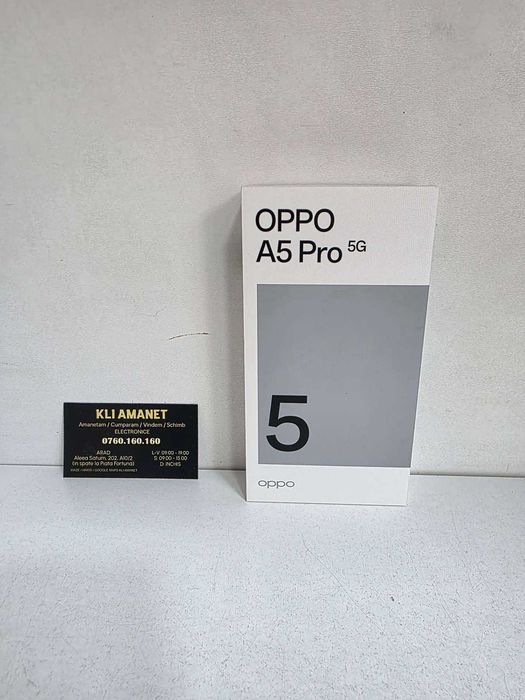 OPPO
A5 Pro 5G
5
oppo
KLI AMANET
Amanetam / Cumparam / Vindem / Schimb
ELECTRONICE
0760.160.160
ARAD
Aleea Saturn, 202, A10/2
(in spate la Piata Fortuna)
L-V: 09:00 - 19:00
S: 09:00 - 15:00
D: INCHIS